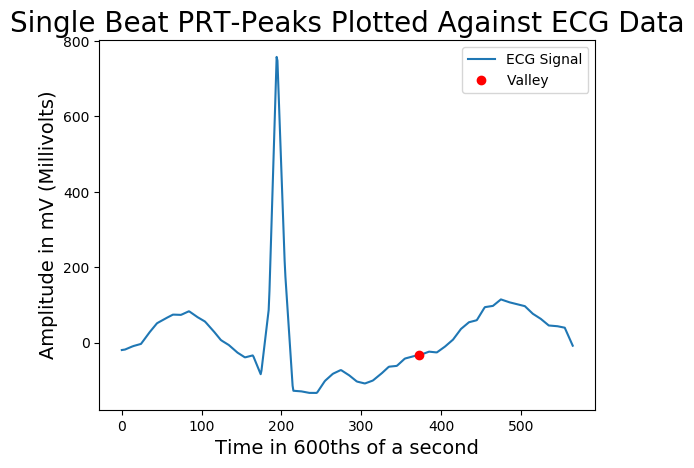 Single Beat PRT-Peaks Plotted Against ECG Data
800
600
400
200
0
Amplitude in mV (Millivolts)
ECG Signal
Valley
0 100 200 300 400 500
Time in 600ths of a second